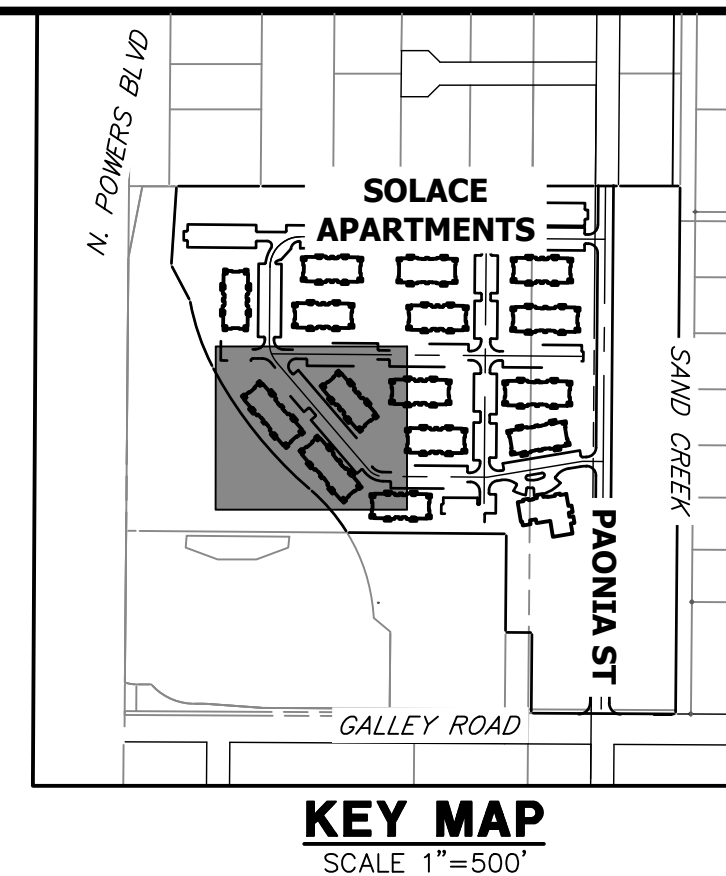 N. POWERS BLVD
SOLACE
APARTMENTS
SAND CREEK
PAONIA ST
GALLEY ROAD
KEY MAP
SCALE 1"=500'